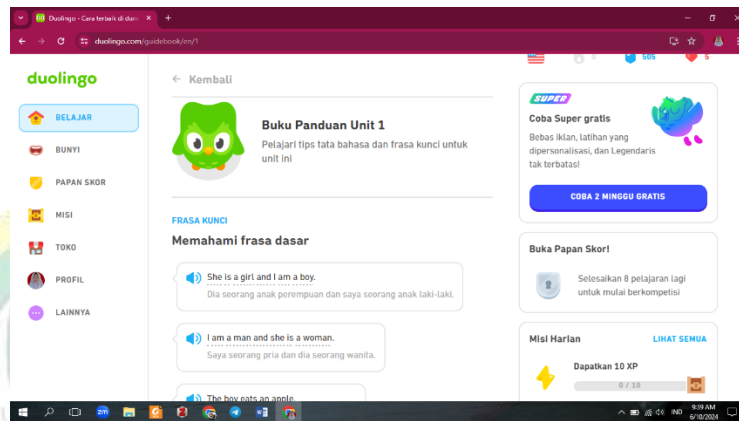 Duolingo - Cara terbaik di duni
duolingo.com/guidebook/en/1
505
5
duolingo
← Kembali
BELAJAR
BUNYI
PAPAN SKOR
MISI
TOKO
PROFIL
LAINNYA
Buku Panduan Unit 1
Pelajari tips tata bahasa dan frasa kunci untuk
unit ini
FRASA KUNCI
Memahami frasa dasar
She is a girl and I am a boy.
Dia seorang anak perempuan dan saya seorang anak laki-laki.
I am a man and she is a woman.
Saya seorang pria dan dia seorang wanita.
The boy eats an apple.
SUPER
Coba Super gratis
Bebas iklan, latihan yang
dipersonalisasi, dan Legendaris
tak terbatas!
COBA 2 MINGGU GRATIS
Buka Papan Skor!
Selesaikan 8 pelajaran lagi
untuk mulai berkompetisi
Misi Harian
LIHAT SEMUA
Dapatkan 10 XP
0 / 10
zm
IND
9:39 AM
6/10/2024